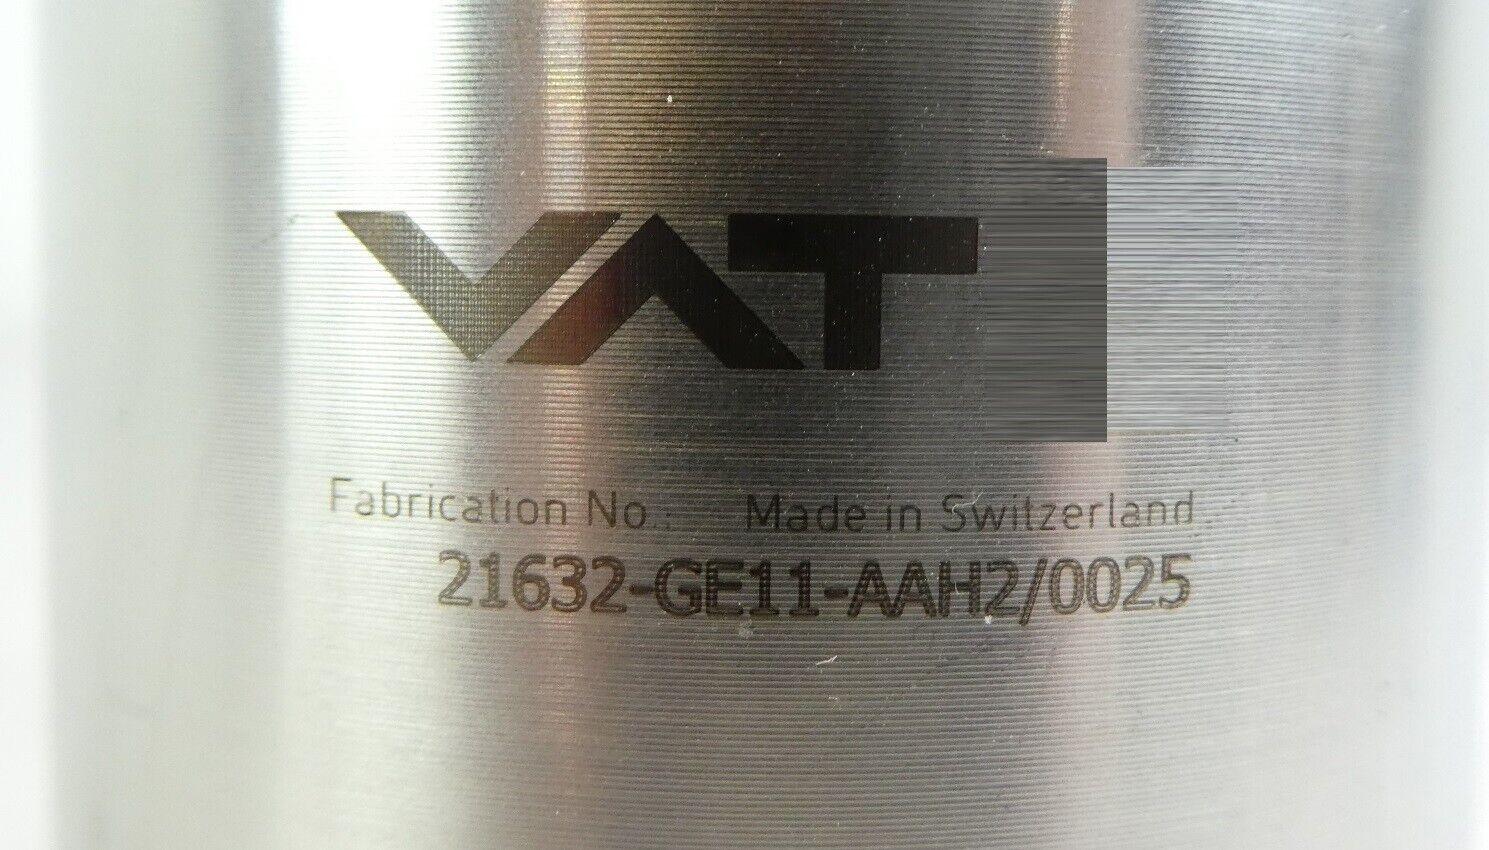 VAT
Fabrication No.: Made in Switzerland
21632-GE11-AAH2/0025